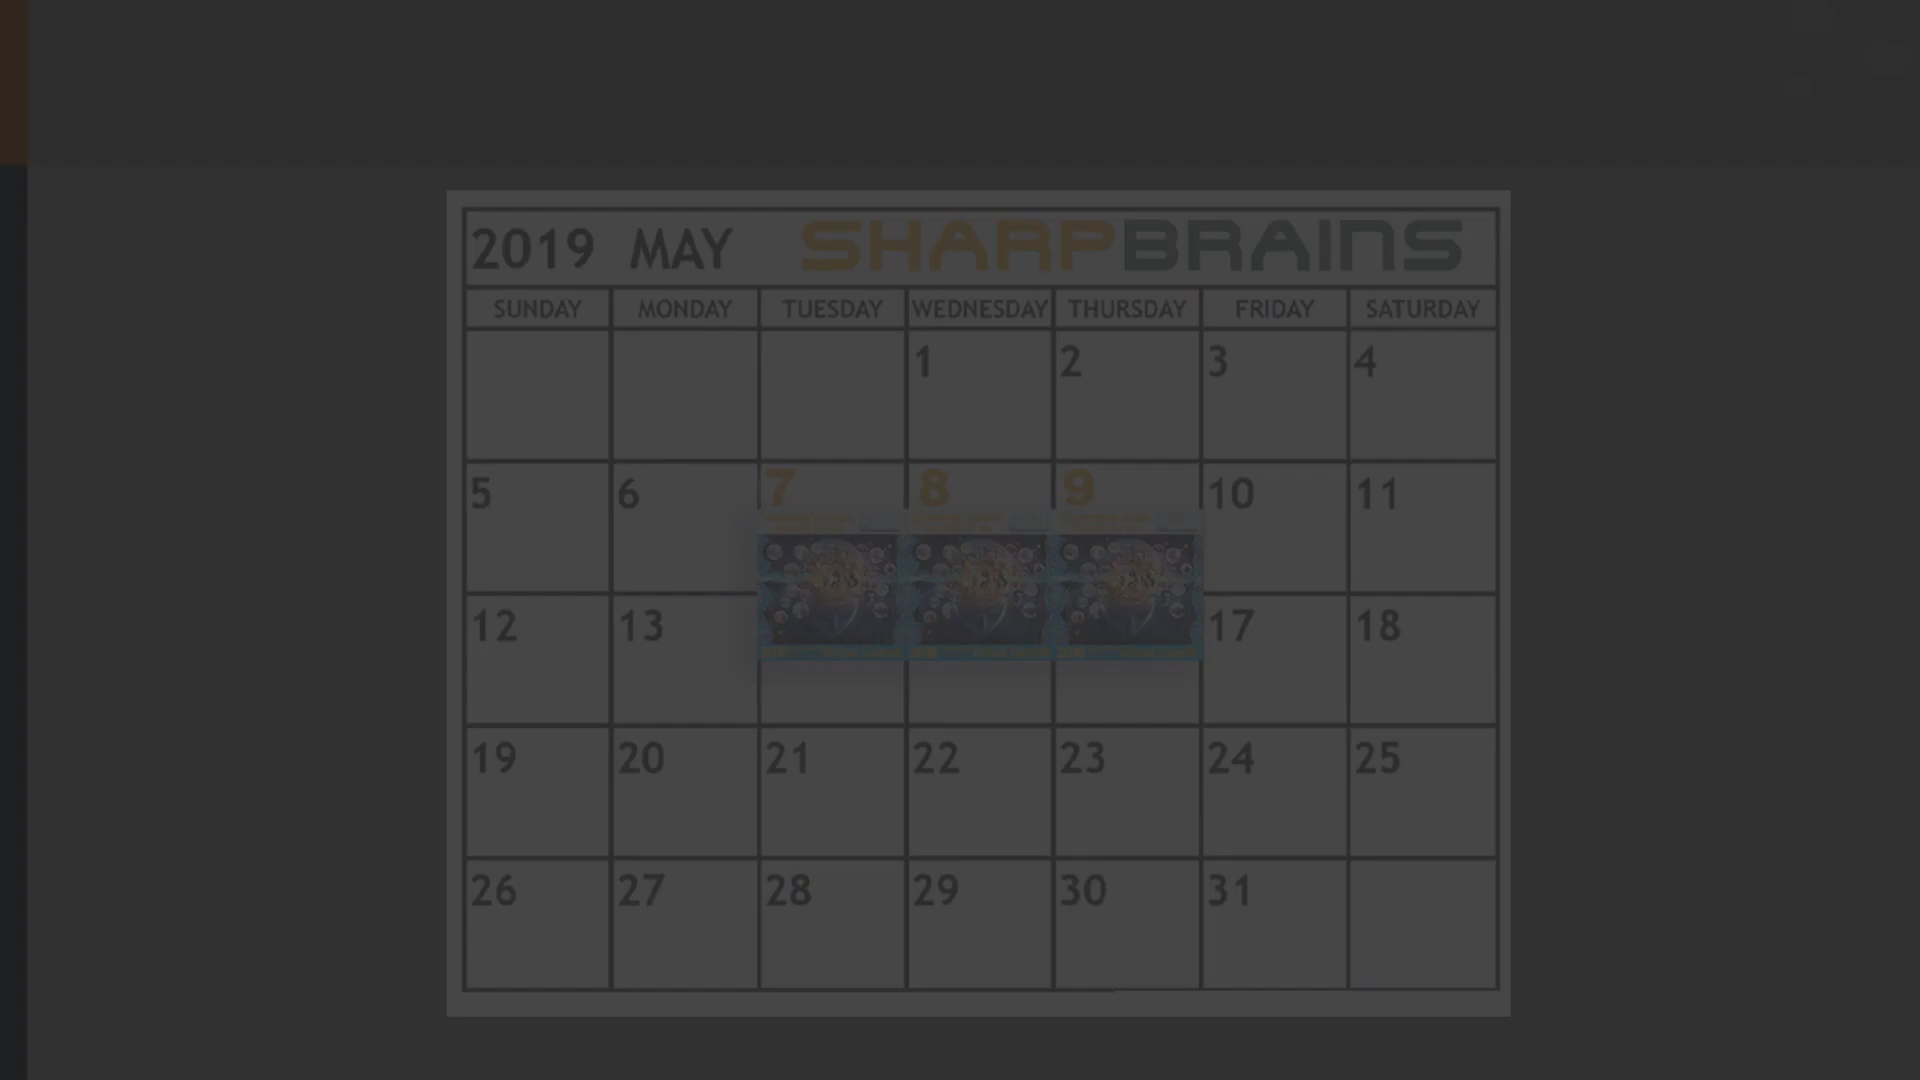 2019 MAY SHARPBRAINS
SUNDAY MONDAY TUESDAY WEDNESDAY THURSDAY FRIDAY SATURDAY
1 2 3 4
5 6 7 8 9 10 11
12 13 17 18
19 20 21 22 23 24 25
26 27 28 29 30 31